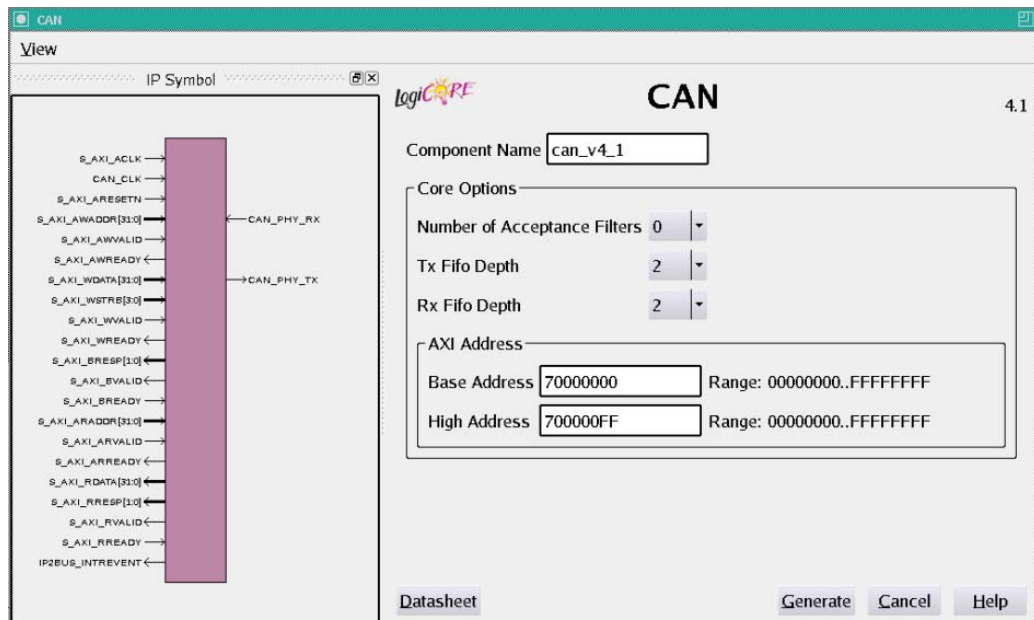 CAN
View
IP Symbol
S_AXI_ACLK
CAN_CLK
S_AXI_ARESETN
S_AXI_AWADDR[31:0]
S_AXI_AWVALID
S_AXI_AWREADY
S_AXI_WDATA[31:0]
S_AXI_WSTRB[3:0]
S_AXI_WVALID
S_AXI_WREADY
S_AXI_BRESP[1:0]
S_AXI_BVALID
S_AXI_BREADY
S_AXI_ARADDR[31:0]
S_AXI_ARVALID
S_AXI_ARREADY
S_AXI_RDATA[31:0]
S_AXI_RRESP[1:0]
S_AXI_RVALID
S_AXI_RREADY
IP2BUS_INTREVENT
CAN_PHY_RX
CAN_PHY_TX
LogiCORE
CAN
4.1
Component Name can_v4_1
Core Options
Number of Acceptance Filters 0
Tx Fifo Depth 2
Rx Fifo Depth 2
AXI Address
Base Address 70000000 Range: 00000000..FFFFFFFF
High Address 700000FF Range: 00000000..FFFFFFFF
Datasheet Generate Cancel Help